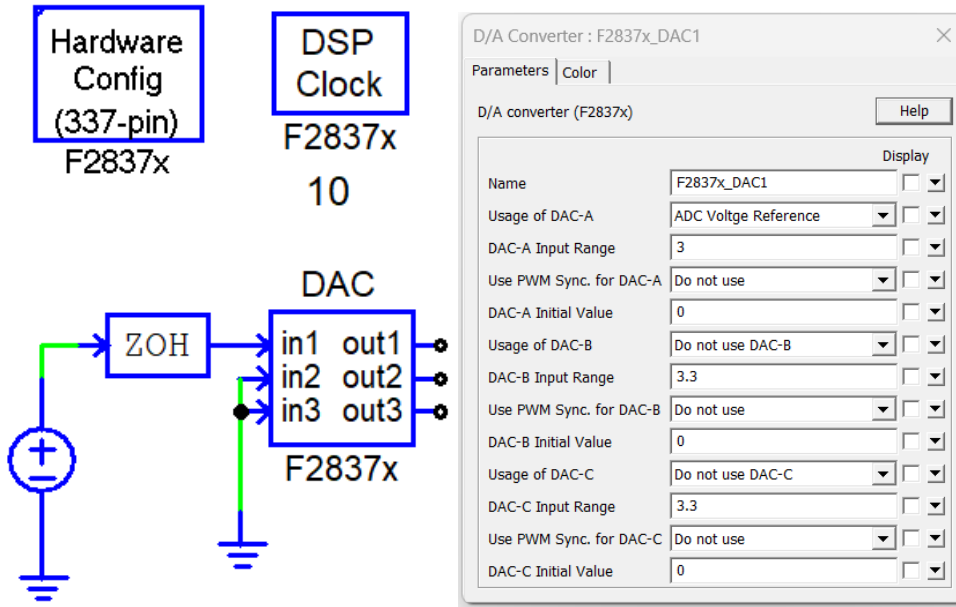 Hardware
Config
(337-pin)
F2837x
DSP
Clock
F2837x
10
ZOH
DAC
in1 out1
in2 out2
in3 out3
F2837x
D/A Converter : F2837x_DAC1
Parameters Color
D/A converter (F2837x) Help
Display
Name F2837x_DAC1
Usage of DAC-A ADC Voltge Reference
DAC-A Input Range 3
Use PWM Sync. for DAC-A Do not use
DAC-A Initial Value 0
Usage of DAC-B Do not use DAC-B
DAC-B Input Range 3.3
Use PWM Sync. for DAC-B Do not use
DAC-B Initial Value 0
Usage of DAC-C Do not use DAC-C
DAC-C Input Range 3.3
Use PWM Sync. for DAC-C Do not use
DAC-C Initial Value 0